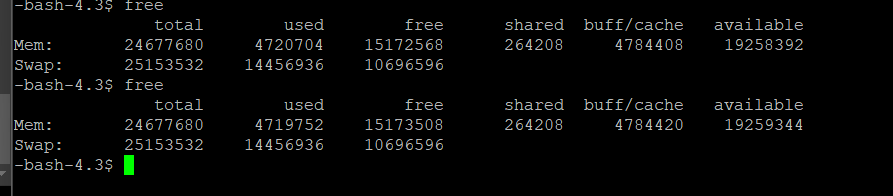 -bash-4.3$ free
              total        used        free      shared  buff/cache   available
Mem:       24677680     4720704    15172568      264208     4784408    19258392
Swap:      25153532    14456936    10696596
-bash-4.3$ free
              total        used        free      shared  buff/cache   available
Mem:       24677680     4719752    15173508      264208     4784420    19259344
Swap:      25153532    14456936    10696596
-bash-4.3$